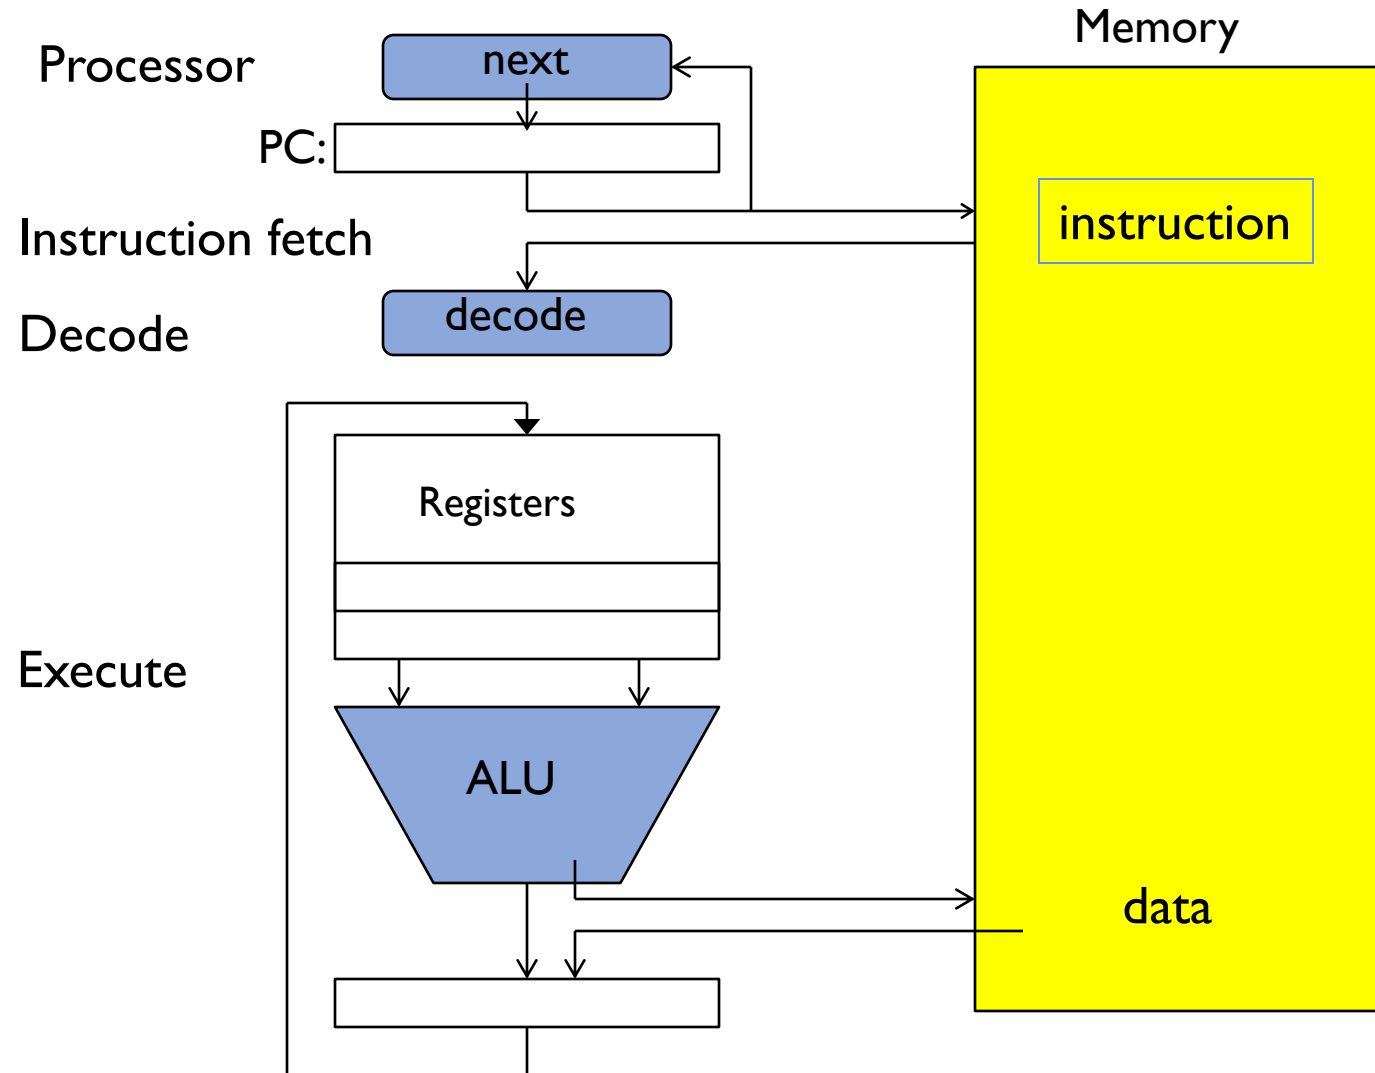 Memory
Processor
next
PC:
instruction
Instruction fetch
decode
Decode
Registers
Execute
ALU
data